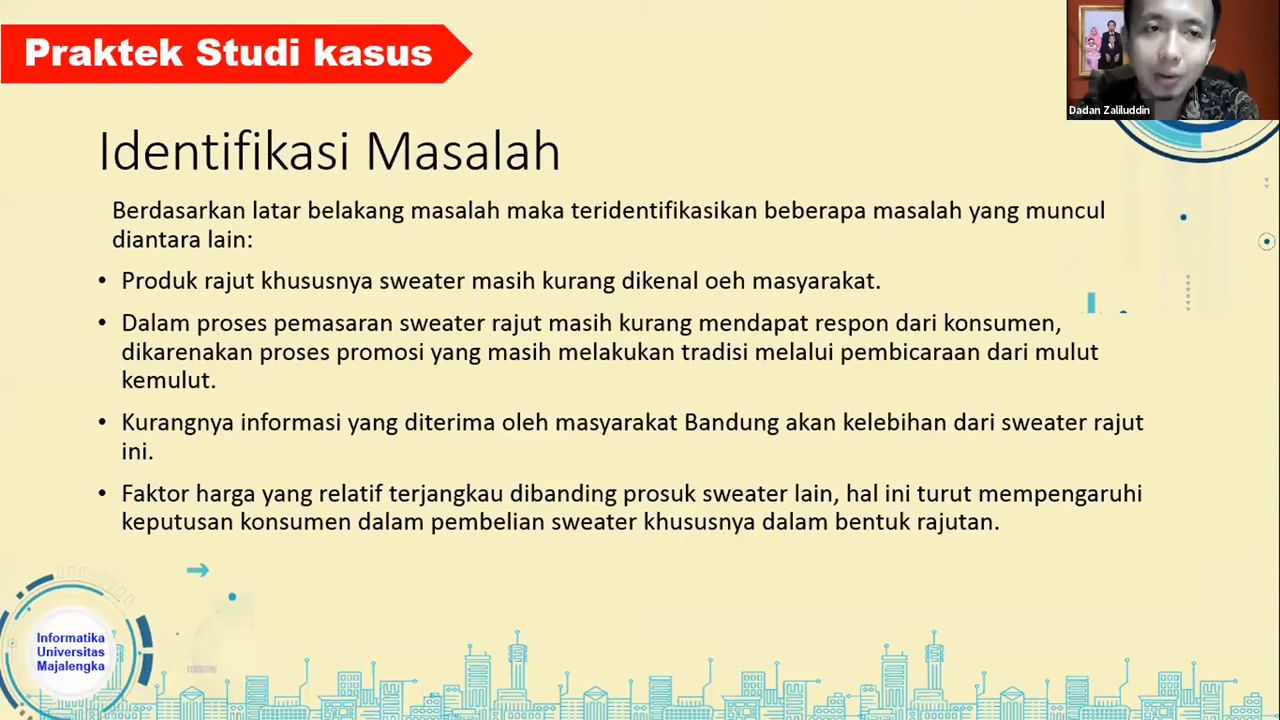 Praktek Studi kasus
Dadan Zaliluddin
Identifikasi Masalah
Berdasarkan latar belakang masalah maka teridentifikasikan beberapa masalah yang muncul
diantara lain:
• Produk rajut khususnya sweater masih kurang dikenal oeh masyarakat.
• Dalam proses pemasaran sweater rajut masih kurang mendapat respon dari konsumen,
dikarenakan proses promosi yang masih melakukan tradisi melalui pembicaraan dari mulut
kemulut.
• Kurangnya informasi yang diterima oleh masyarakat Bandung akan kelebihan dari sweater rajut
ini.
• Faktor harga yang relatif terjangkau dibanding prosuk sweater lain, hal ini turut mempengaruhi
keputusan konsumen dalam pembelian sweater khususnya dalam bentuk rajutan.
Informatika
Universitas
Majalengka